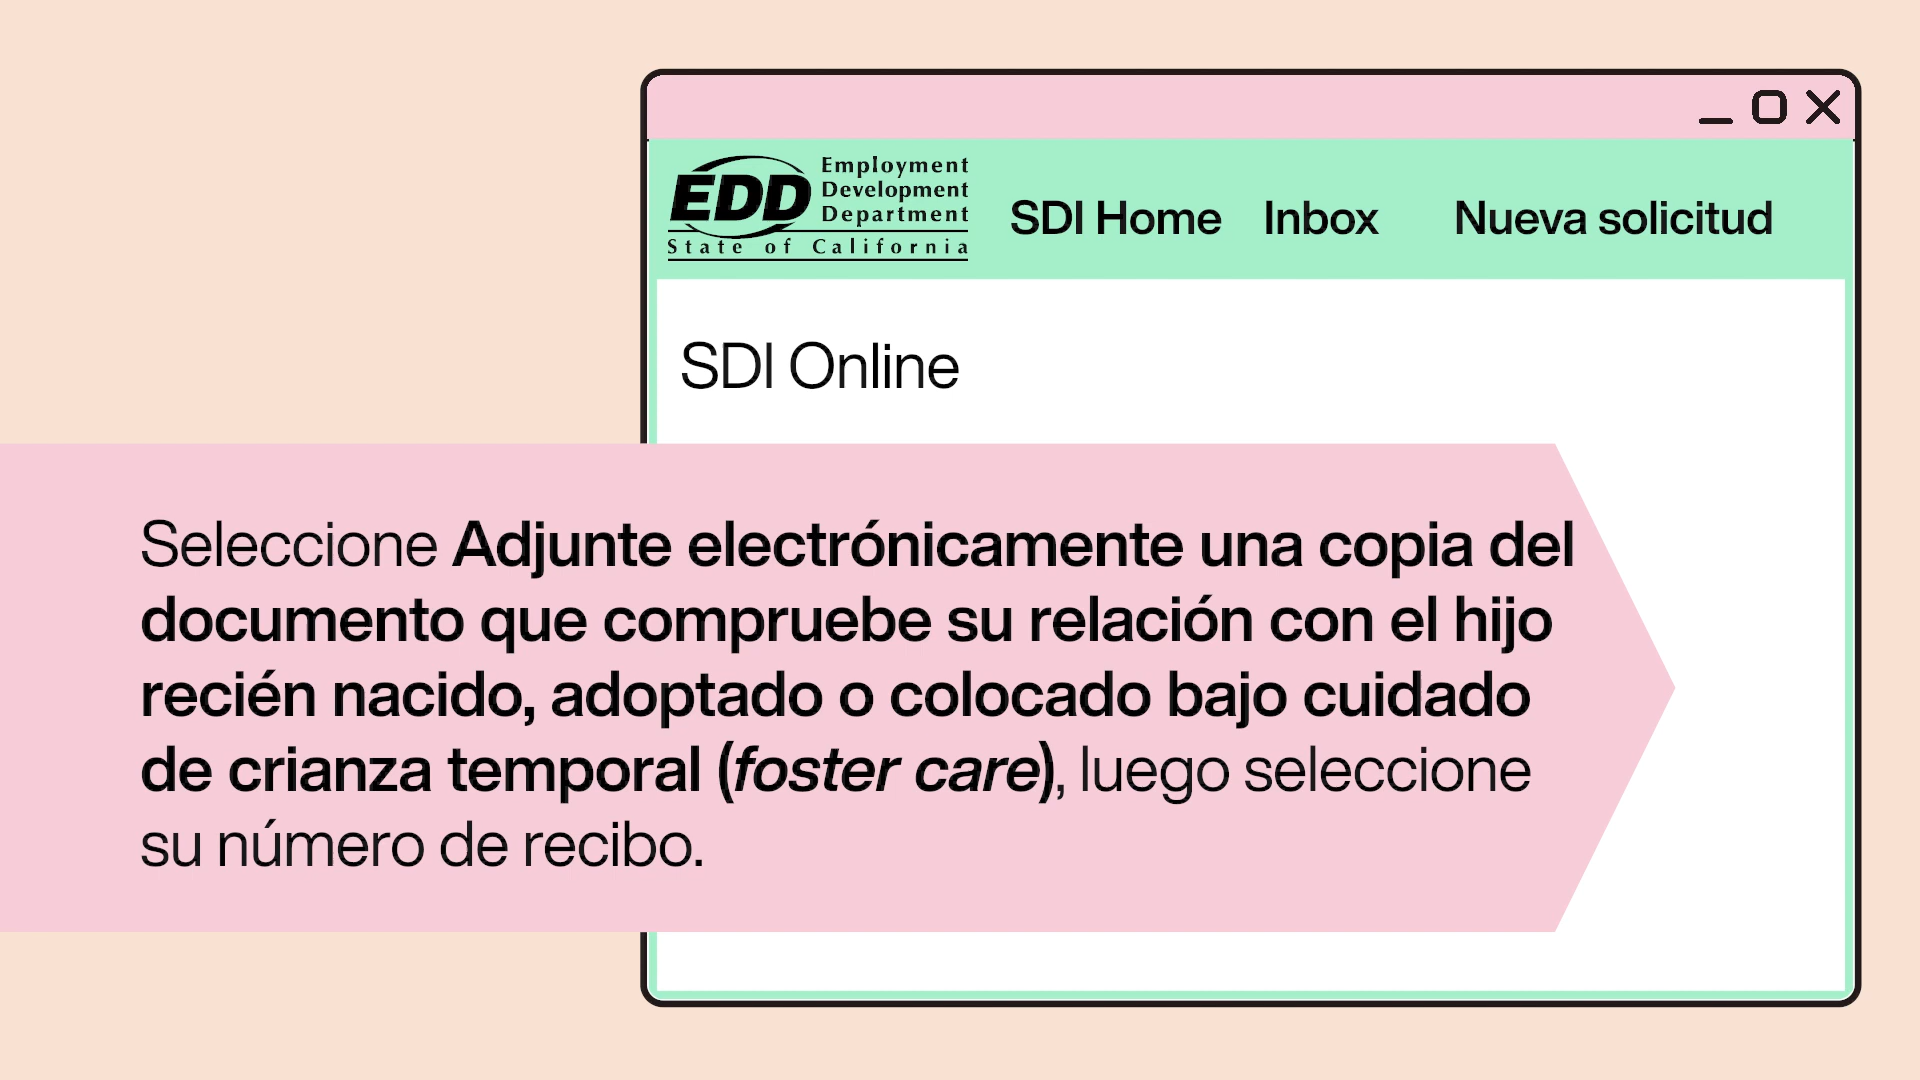 EDD
Employment
Development
Department
State of California
SDI Home
Inbox
Nueva solicitud
SDI Online
Seleccione Adjunte electrónicamente una copia del
documento que compruebe su relación con el hijo
recién nacido, adoptado o colocado bajo cuidado
de crianza temporal (foster care), luego seleccione
su número de recibo.